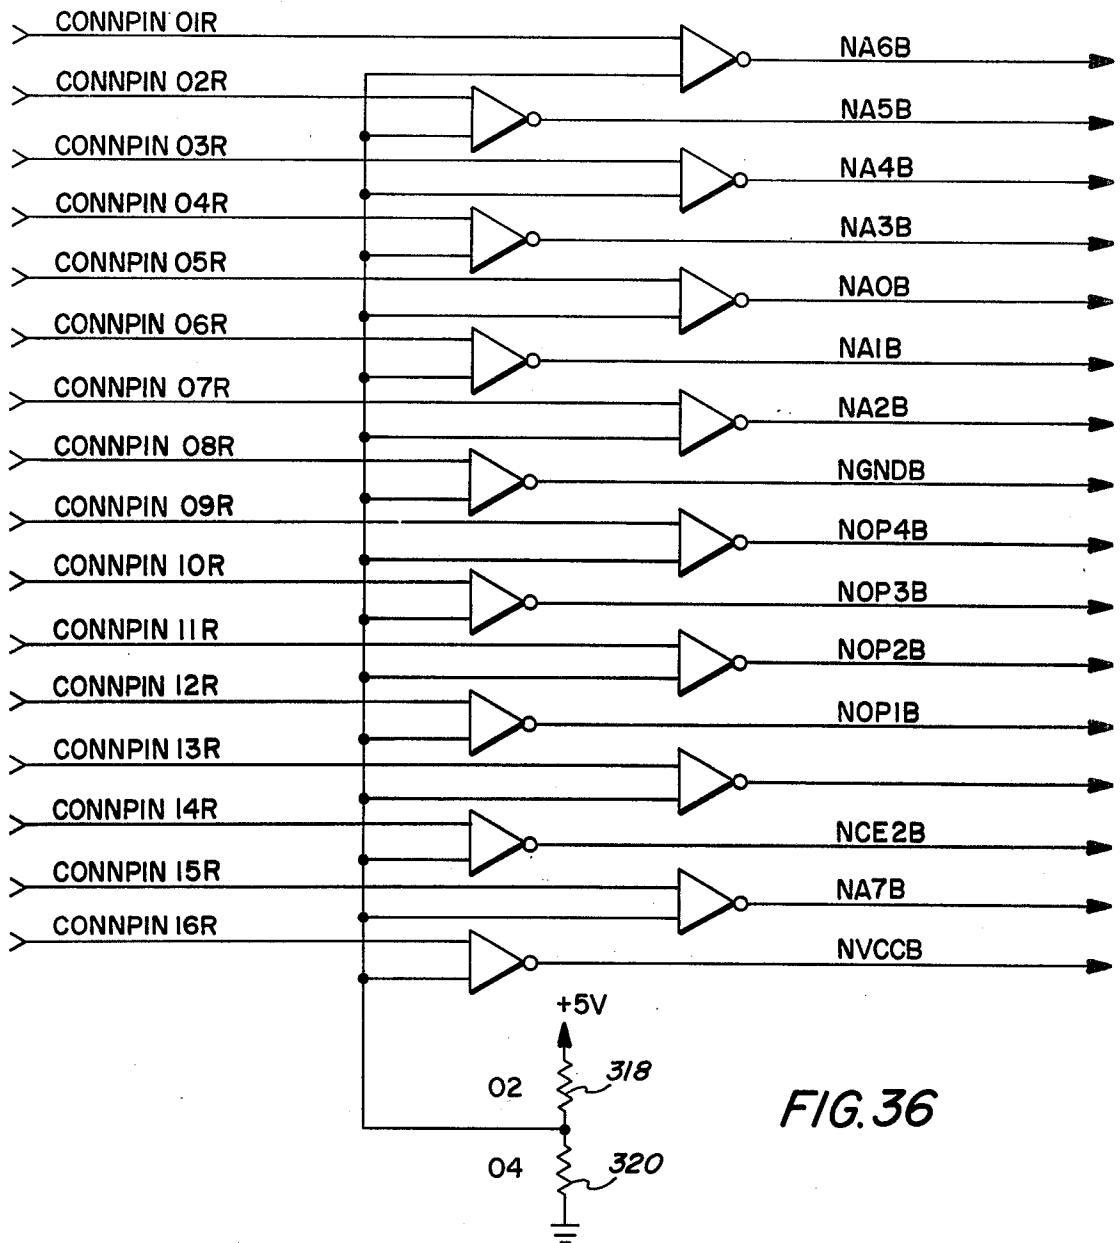 CONNPIN 01R
NA6B
CONNPIN 02R
NA5B
CONNPIN 03R
NA4B
CONNPIN 04R
NA3B
CONNPIN 05R
NA0B
CONNPIN 06R
NA1B
CONNPIN 07R
NA2B
CONNPIN 08R
NGNDB
CONNPIN 09R
NOP4B
CONNPIN 10R
NOP3B
CONNPIN 11R
NOP2B
CONNPIN 12R
NOP1B
CONNPIN 13R
CONNPIN 14R
NCE2B
CONNPIN 15R
NA7B
CONNPIN 16R
NVCCB
+5V
02 318
04 320
FIG. 36